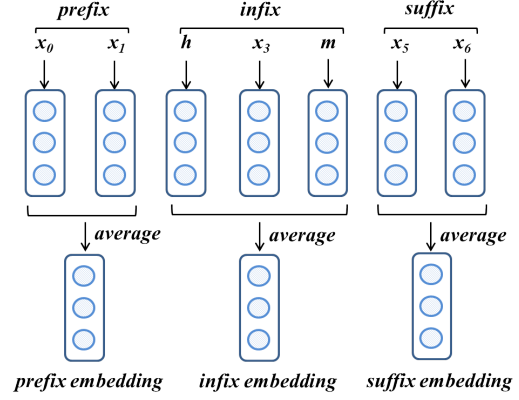 prefix infix suffix
x₀ x₁ h x₃ m x₅ x₆
average average average
prefix embedding infix embedding suffix embedding